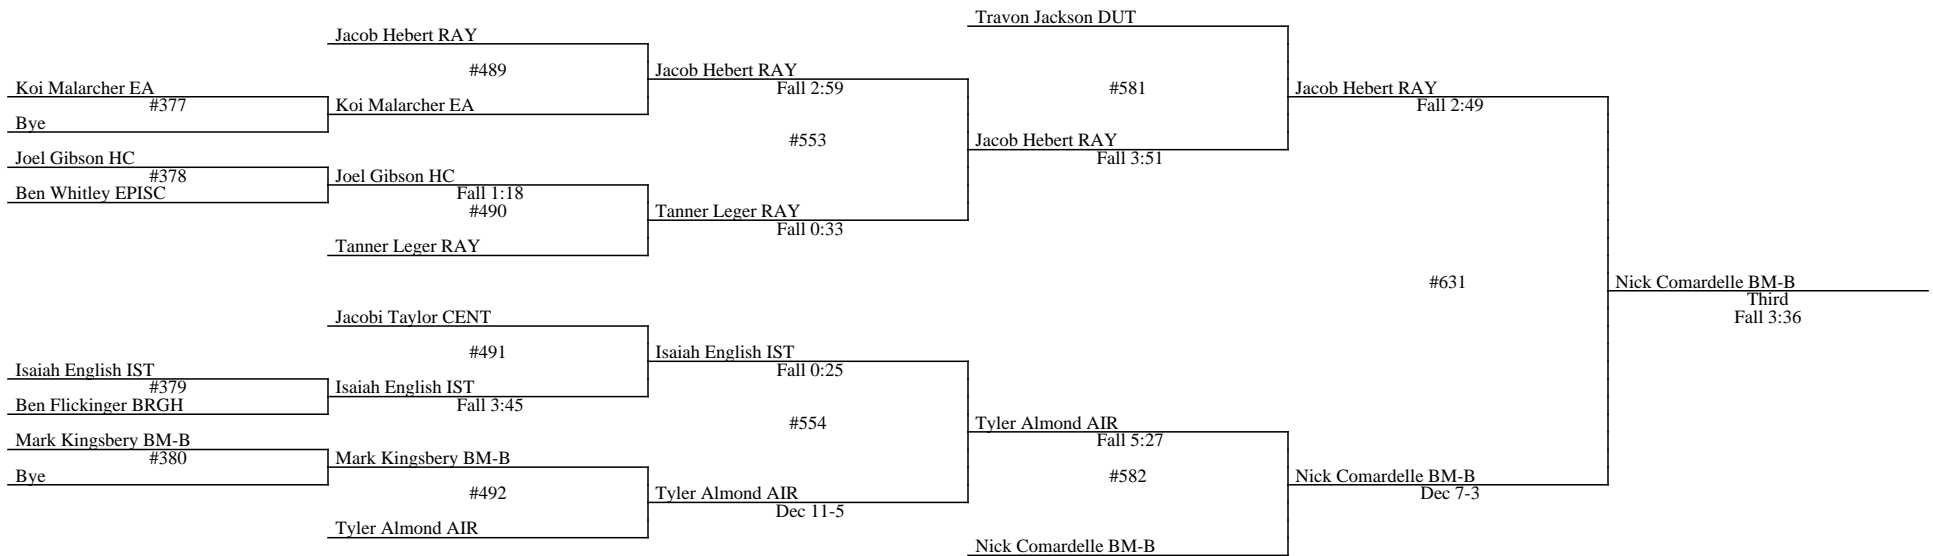 Travon Jackson DUT
Jacob Hebert RAY
#489
Jacob Hebert RAY
Fall 2:59
#581
Jacob Hebert RAY
Fall 2:49
Koi Malarcher EA
#377
Koi Malarcher EA
Bye
#553
Jacob Hebert RAY
Fall 3:51
Joel Gibson HC
#378
Joel Gibson HC
Fall 1:18
Ben Whitley EPISC
#490
Tanner Leger RAY
Fall 0:33
Tanner Leger RAY
#631
Nick Comardelle BM-B
Third
Fall 3:36
Jacobi Taylor CENT
#491
Isaiah English IST
Fall 0:25
Isaiah English IST
#379
Isaiah English IST
Fall 3:45
Ben Flickinger BRGH
#554
Tyler Almond AIR
Fall 5:27
Mark Kingsbery BM-B
#380
Mark Kingsbery BM-B
Bye
#582
Nick Comardelle BM-B
Dec 7-3
#492
Tyler Almond AIR
Dec 11-5
Tyler Almond AIR
Nick Comardelle BM-B